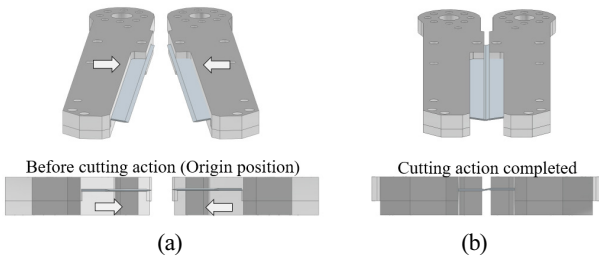 Before cutting action (Origin position)
Cutting action completed
(a)
(b)